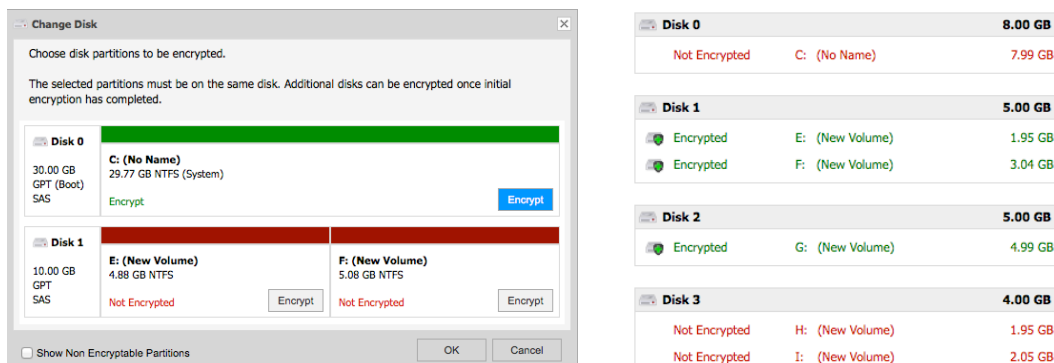 Change Disk
Choose disk partitions to be encrypted.
The selected partitions must be on the same disk. Additional disks can be encrypted once initial
encryption has completed.
Disk 0
30.00 GB
GPT (Boot)
SAS
C: (No Name)
29.77 GB NTFS (System)
Encrypt
Encrypt
Disk 1
10.00 GB
GPT
SAS
E: (New Volume)
4.88 GB NTFS
Not Encrypted
Encrypt
F: (New Volume)
5.08 GB NTFS
Not Encrypted
Encrypt
Show Non Encryptable Partitions
OK
Cancel
Disk 0 8.00 GB
Not Encrypted C: (No Name) 7.99 GB
Disk 1 5.00 GB
Encrypted E: (New Volume) 1.95 GB
Encrypted F: (New Volume) 3.04 GB
Disk 2 5.00 GB
Encrypted G: (New Volume) 4.99 GB
Disk 3 4.00 GB
Not Encrypted H: (New Volume) 1.95 GB
Not Encrypted I: (New Volume) 2.05 GB